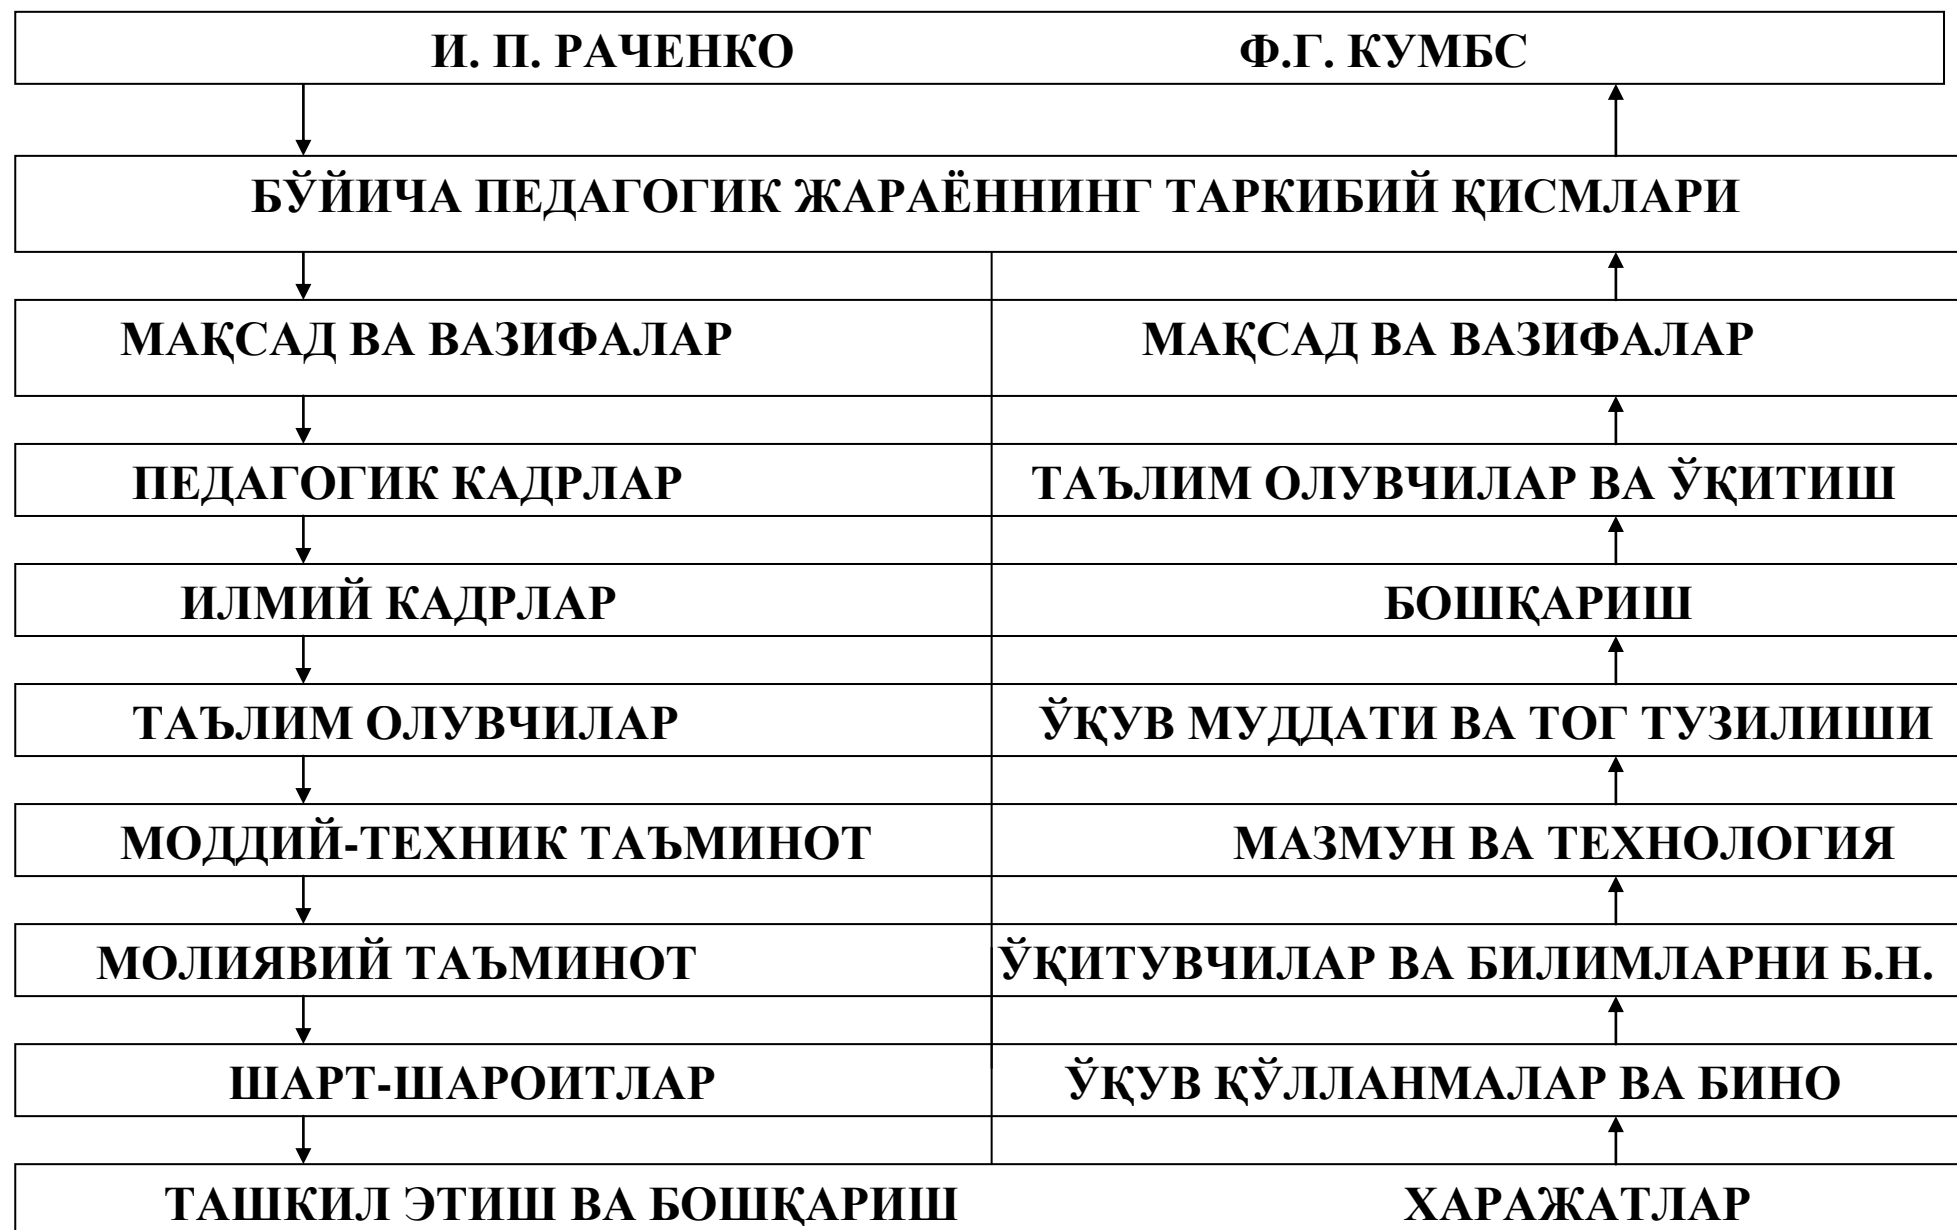 И. П. РАЧЕНКО Ф.Г. КУМБС
БЎЙИЧА ПЕДАГОГИК ЖАРАЁННИНГ ТАРКИБИЙ ҚИСМЛАРИ
МАҚСАД ВА ВАЗИФАЛАР МАҚСАД ВА ВАЗИФАЛАР
ПЕДАГОГИК КАДРЛАР ТАЪЛИМ ОЛУВЧИЛАР ВА ЎҚИТИШ
ИЛМИЙ КАДРЛАР БОШҚАРИШ
ТАЪЛИМ ОЛУВЧИЛАР ЎҚУВ МУДДАТИ ВА ТОГ ТУЗИЛИШИ
МОДДИЙ-ТЕХНИК ТАЪМИНОТ МАЗМУН ВА ТЕХНОЛОГИЯ
МОЛИЯВИЙ ТАЪМИНОТ ЎҚИТУВЧИЛАР ВА БИЛИМЛАРНИ Б.Н.
ШАРТ-ШАРОИТЛАР ЎҚУВ ҚЎЛЛАНМАЛАР ВА БИНО
ТАШКИЛ ЭТИШ ВА БОШҚАРИШ ХАРАЖАТЛАР